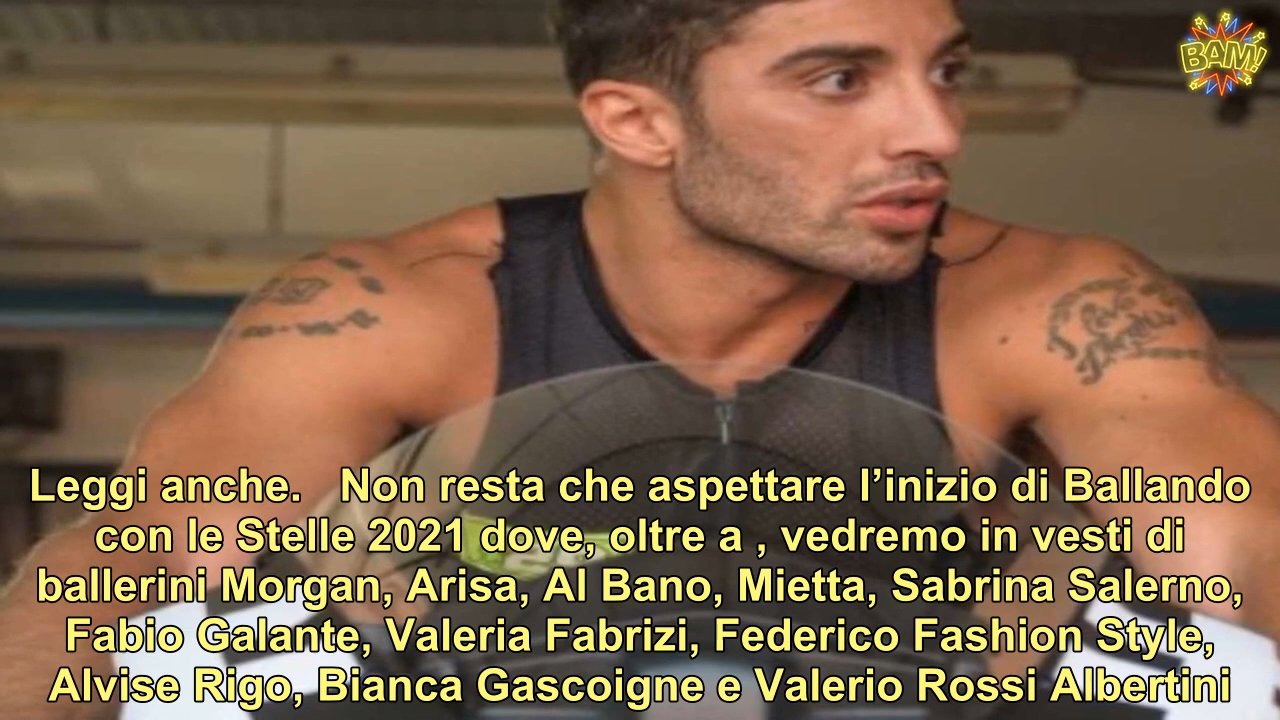 BAM!
Leggi anche.   Non resta che aspettare l’inizio di Ballando
con le Stelle 2021 dove, oltre a , vedremo in vesti di
ballerini Morgan, Arisa, Al Bano, Mietta, Sabrina Salerno,
Fabio Galante, Valeria Fabrizi, Federico Fashion Style,
Alvise Rigo, Bianca Gascoigne e Valerio Rossi Albertini